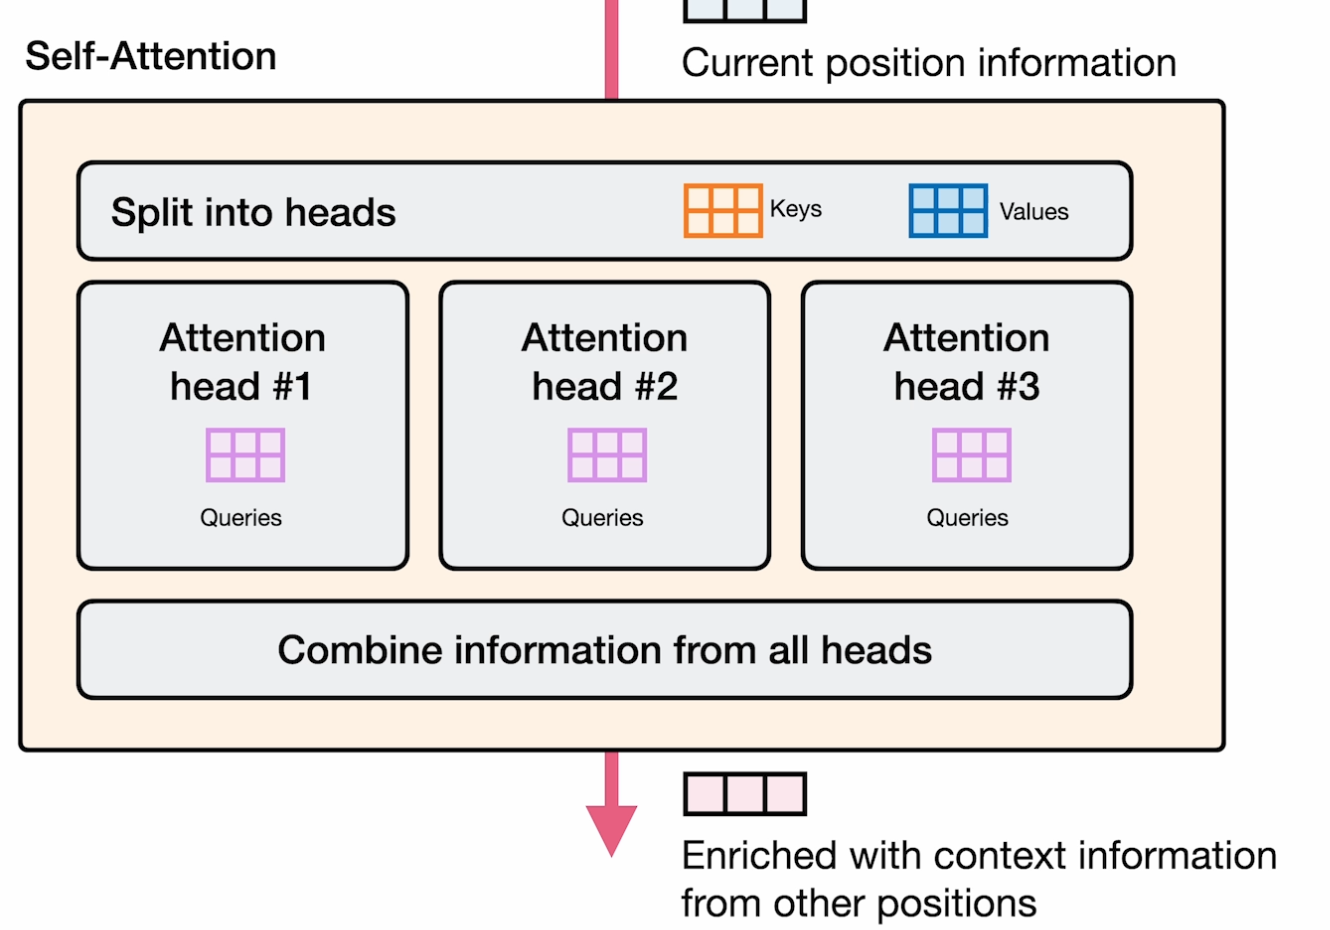 Self-Attention
Current position information
Split into heads
Keys
Values
Attention
head #1
Queries
Attention
head #2
Queries
Attention
head #3
Queries
Combine information from all heads
Enriched with context information
from other positions